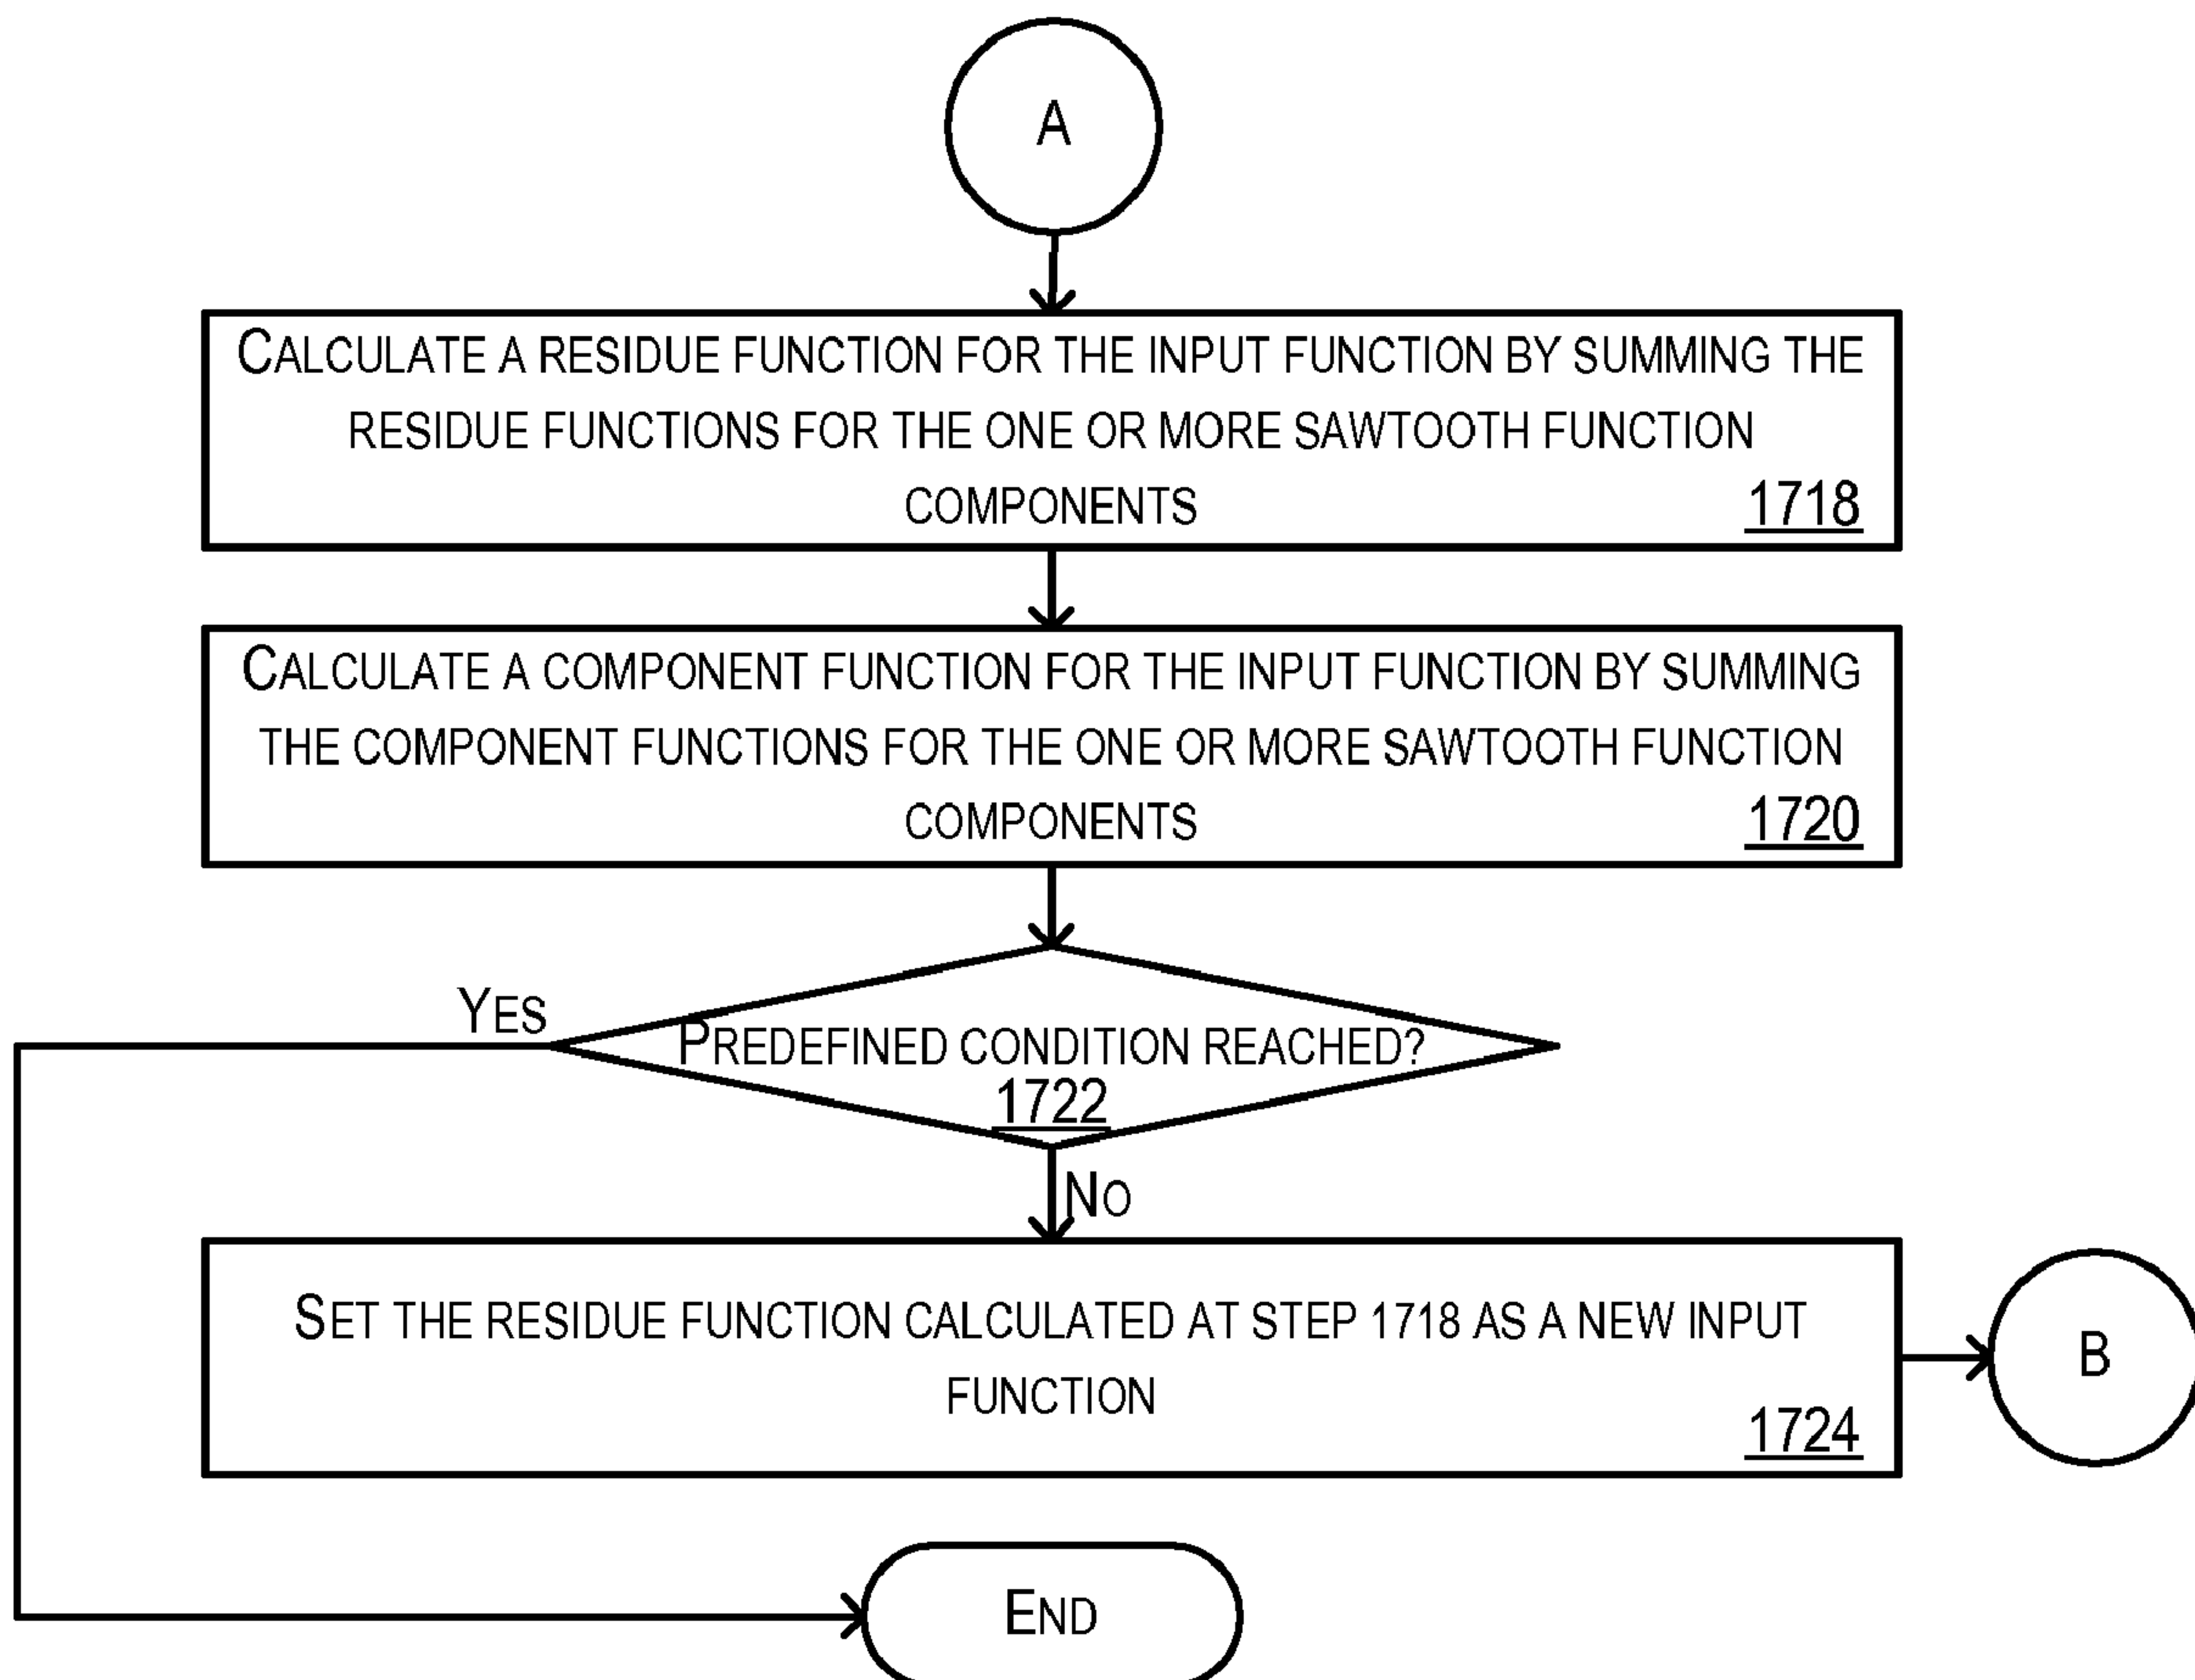 A
CALCULATE A RESIDUE FUNCTION FOR THE INPUT FUNCTION BY SUMMING THE
RESIDUE FUNCTIONS FOR THE ONE OR MORE SAWTOOTH FUNCTION
COMPONENTS
1718
CALCULATE A COMPONENT FUNCTION FOR THE INPUT FUNCTION BY SUMMING
THE COMPONENT FUNCTIONS FOR THE ONE OR MORE SAWTOOTH FUNCTION
COMPONENTS
1720
YES
PREDEFINED CONDITION REACHED?
1722
NO
SET THE RESIDUE FUNCTION CALCULATED AT STEP 1718 AS A NEW INPUT
FUNCTION
1724
B
END